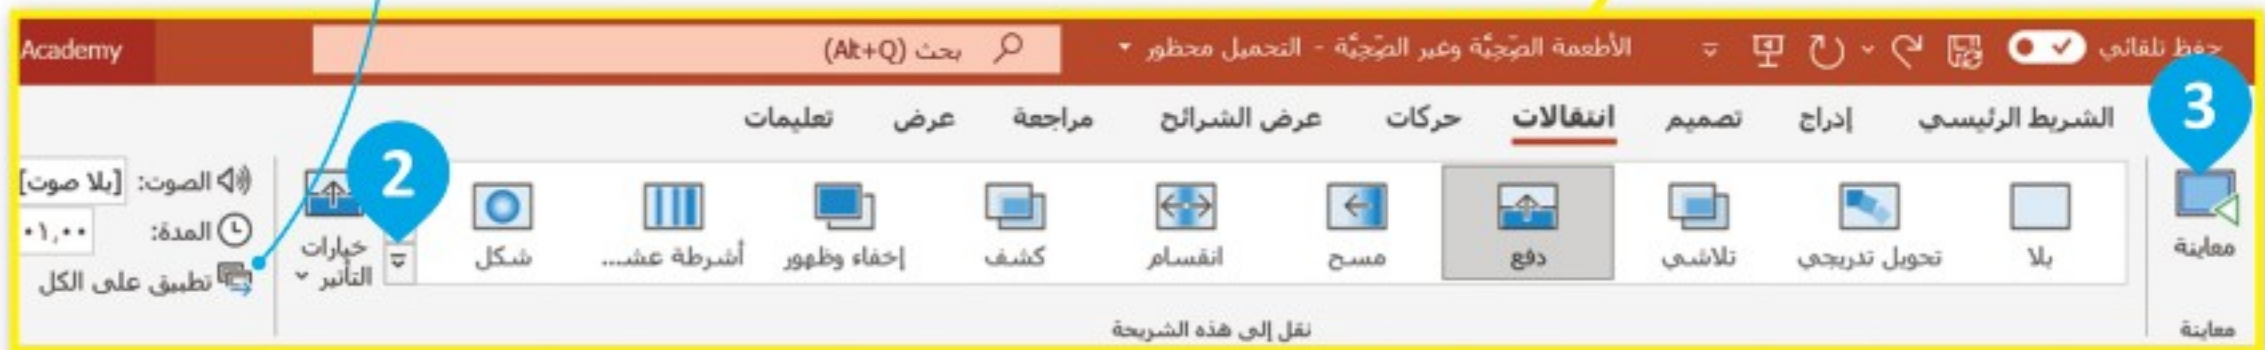 حفظ تلقائي
الأطعمة الصِّحِيَّة وغير الصِّحِيَّة - التحميل محظور
بحث (Alt+Q)
Academy
3
الشريط الرئيسي إدراج تصميم انتقالات حركات عرض الشرائح مراجعة عرض تعليمات
2
معاينة
بلا تحويل تدريجي تلاشي دفع مسح انقسام كشف إخفاء وظهور أشرطة عشـ... شكل
خيارات
التأثير
الصوت: [بلا صوت]
المدة: ٠١,٠٠
تطبيق على الكل
معاينة
نقل إلى هذه الشريحة